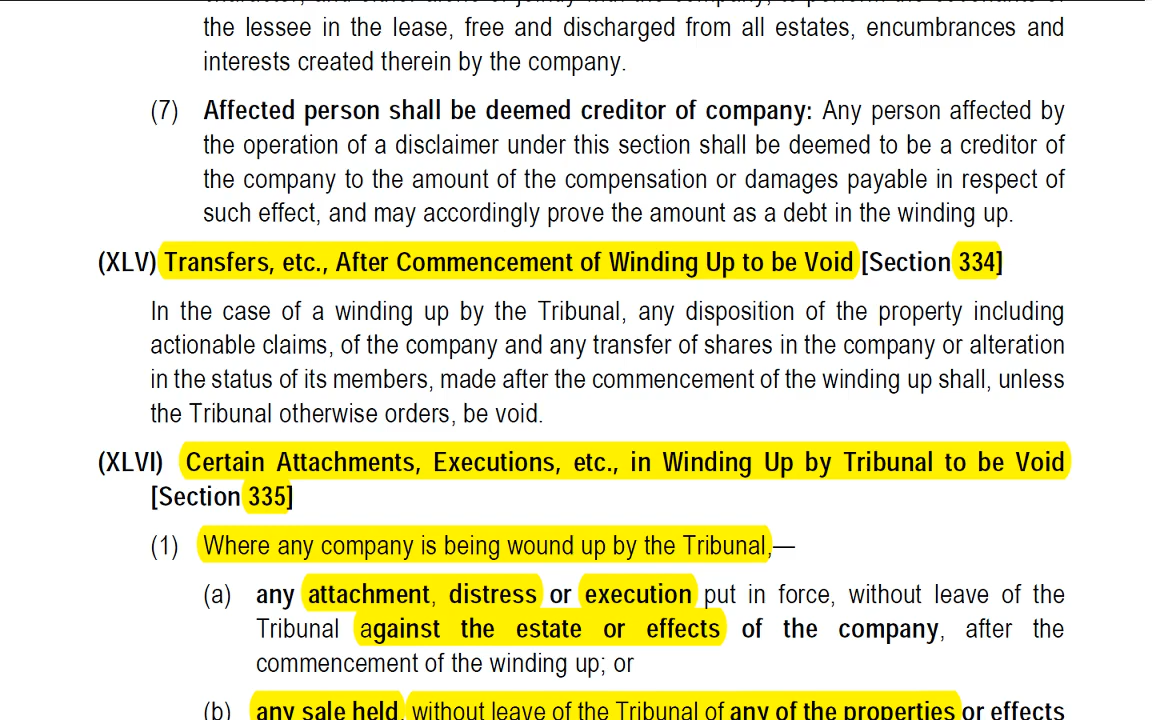 the lessee in the lease, free and discharged from all estates, encumbrances and
interests created therein by the company.
(7) Affected person shall be deemed creditor of company: Any person affected by
the operation of a disclaimer under this section shall be deemed to be a creditor of
the company to the amount of the compensation or damages payable in respect of
such effect, and may accordingly prove the amount as a debt in the winding up.
(XLV) Transfers, etc., After Commencement of Winding Up to be Void [Section 334]
In the case of a winding up by the Tribunal, any disposition of the property including
actionable claims, of the company and any transfer of shares in the company or alteration
in the status of its members, made after the commencement of the winding up shall, unless
the Tribunal otherwise orders, be void.
(XLVI) Certain Attachments, Executions, etc., in Winding Up by Tribunal to be Void
[Section 335]
(1) Where any company is being wound up by the Tribunal,—
(a) any attachment, distress or execution put in force, without leave of the
Tribunal against the estate or effects of the company, after the
commencement of the winding up; or
(b) any sale held, without leave of the Tribunal of any of the properties or effects